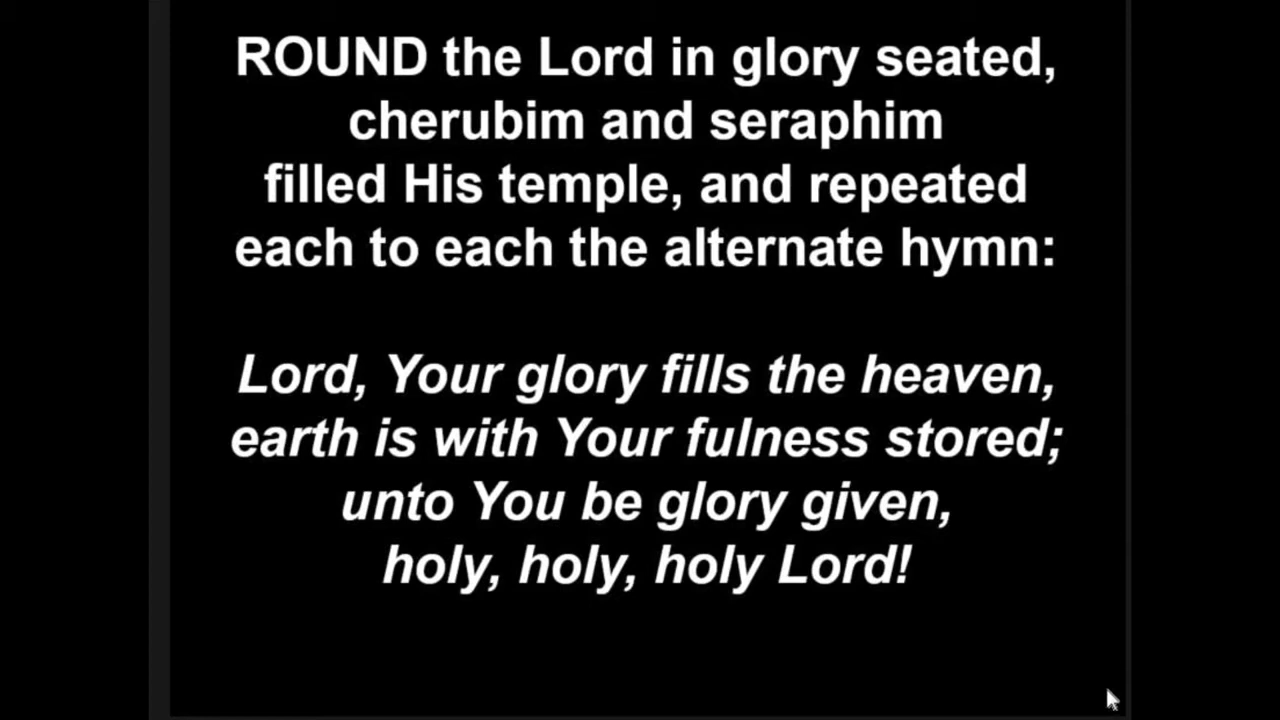 ROUND the Lord in glory seated,
cherubim and seraphim
filled His temple, and repeated
each to each the alternate hymn:
Lord, Your glory fills the heaven,
earth is with Your fulness stored;
unto You be glory given,
holy, holy, holy Lord!